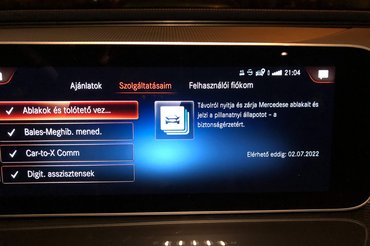 21:04
Ajánlatok
Szolgáltatásaim
Felhasználói fiókom
Ablakok és tolótető vez...
Bales-Meghib. mened.
Car-to-X Comm
Digit. asszisztensek
Távolról nyitja és zárja Mercedese ablakait és
jelzi a pillanatnyi állapotot - a
biztonságérzetért.
Elérhető eddig: 02.07.2022